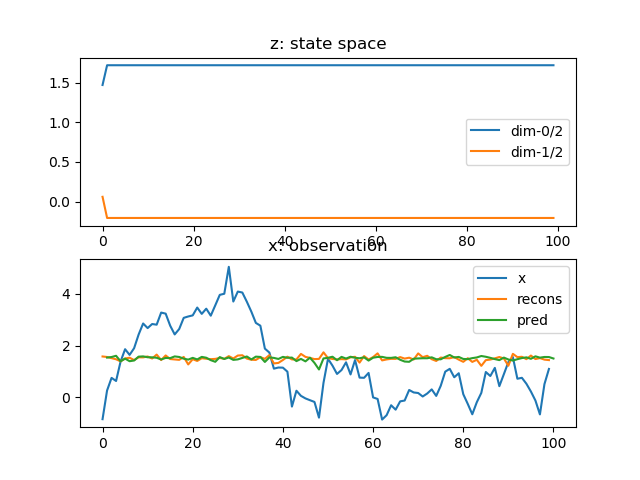 z: state space
1.5
1.0
0.5
0.0
dim-0/2
dim-1/2
0 20 40 60 80 100
x: observation
4
2
0
x
recons
pred
0 20 40 60 80 100